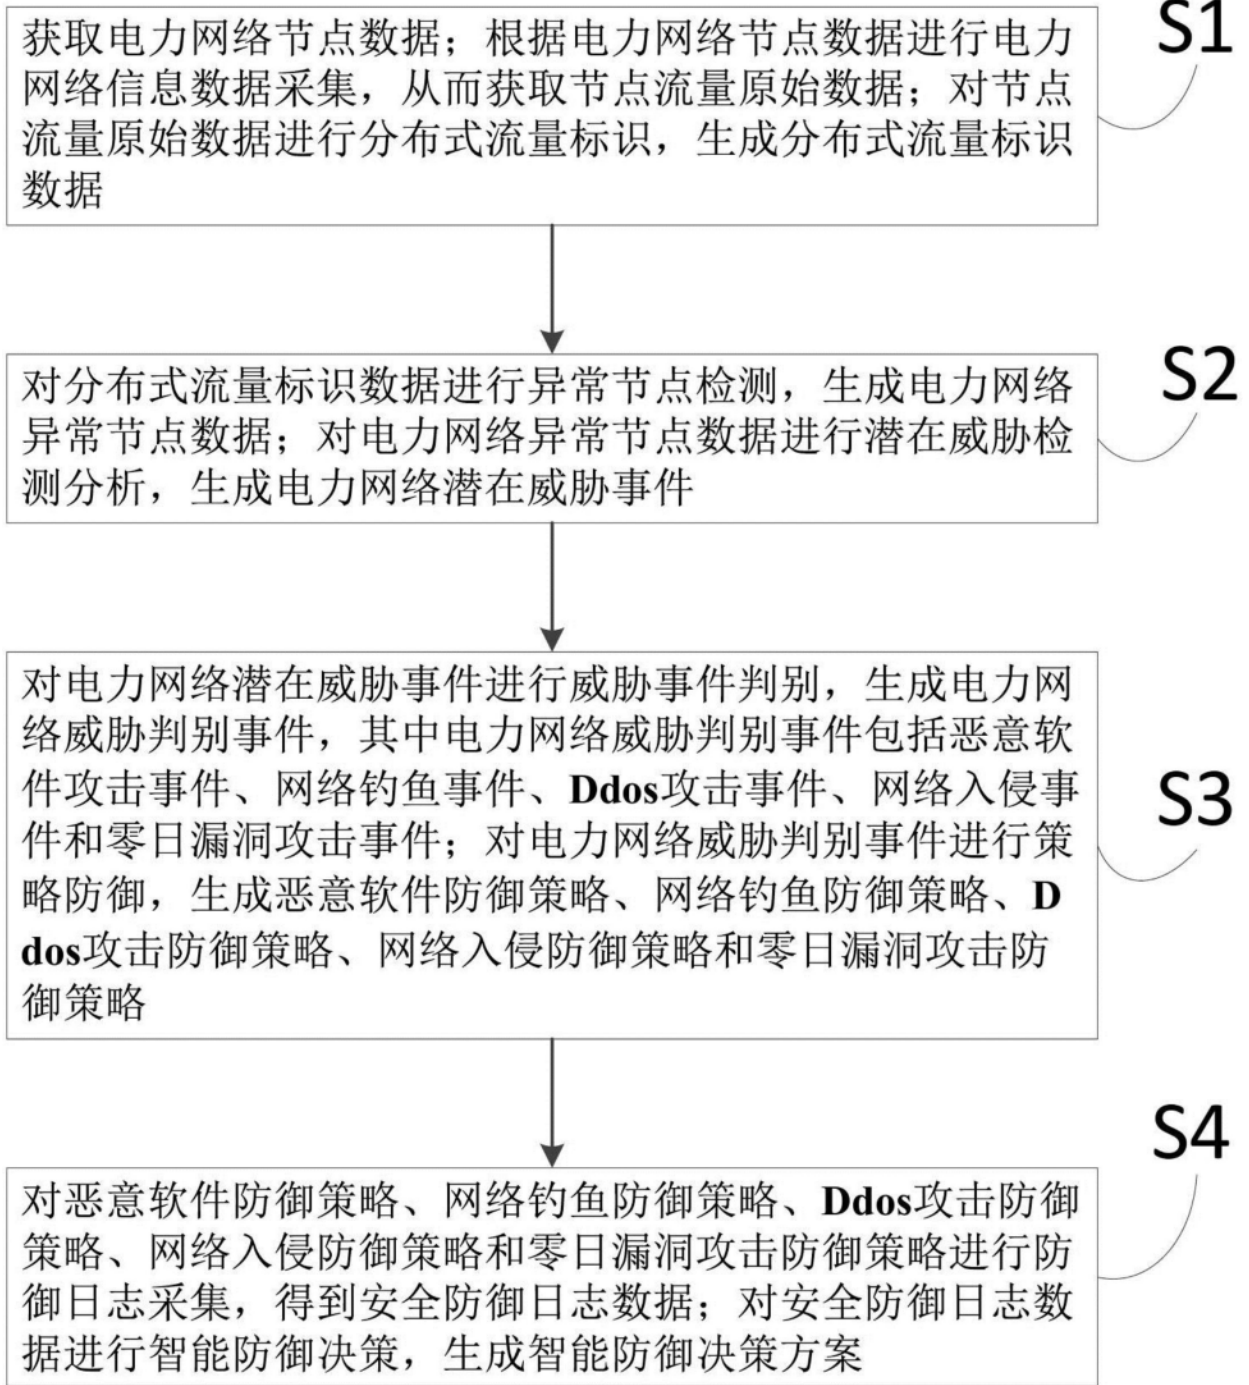 S1
获取电力网络节点数据；根据电力网络节点数据进行电力
网络信息数据采集，从而获取节点流量原始数据；对节点
流量原始数据进行分布式流量标识，生成分布式流量标识
数据
S2
对分布式流量标识数据进行异常节点检测，生成电力网络
异常节点数据；对电力网络异常节点数据进行潜在威胁检
测分析，生成电力网络潜在威胁事件
S3
对电力网络潜在威胁事件进行威胁事件判别，生成电力网
络威胁判别事件，其中电力网络威胁判别事件包括恶意软
件攻击事件、网络钓鱼事件、Ddos攻击事件、网络入侵事
件和零日漏洞攻击事件；对电力网络威胁判别事件进行策
略防御，生成恶意软件防御策略、网络钓鱼防御策略、D
dos攻击防御策略、网络入侵防御策略和零日漏洞攻击防
御策略
S4
对恶意软件防御策略、网络钓鱼防御策略、Ddos攻击防御
策略、网络入侵防御策略和零日漏洞攻击防御策略进行防
御日志采集，得到安全防御日志数据；对安全防御日志数
据进行智能防御决策，生成智能防御决策方案